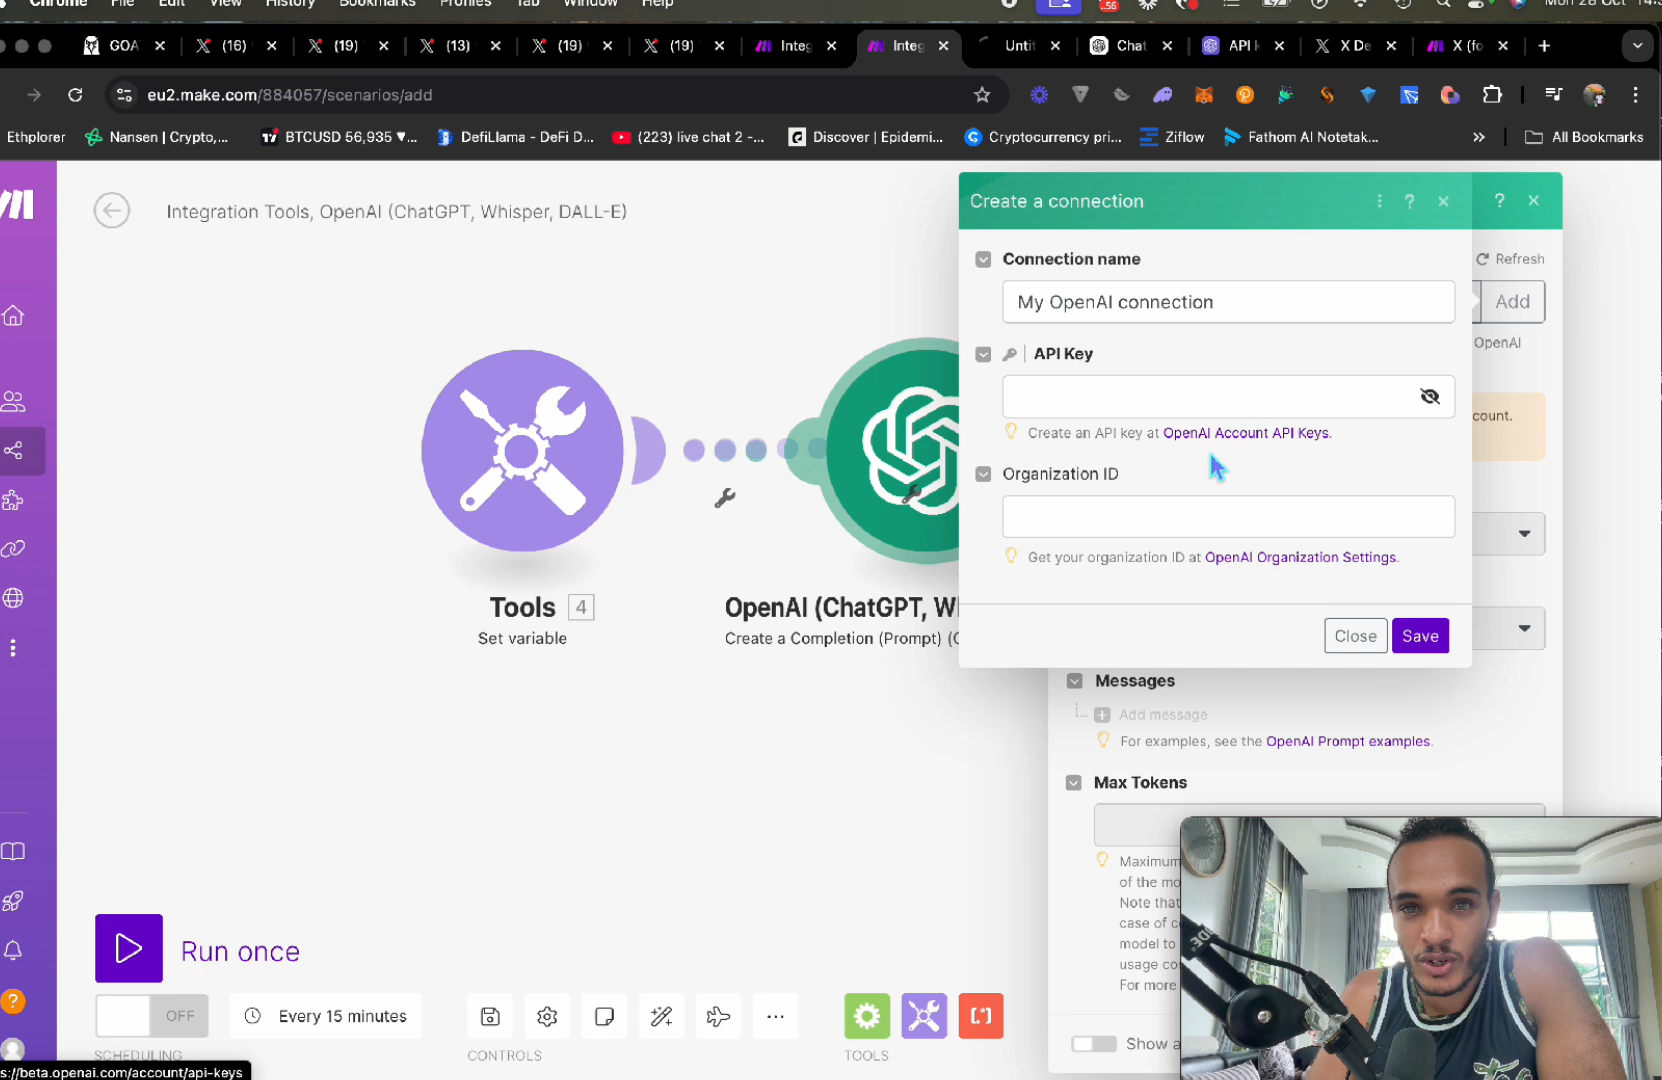 Chrome File Edit View History Bookmarks Profiles Tab Window Help
.56
Mon 28 Oct 14:
GOA
(16)
(19)
(13)
(19)
(19)
Integ
Integ
Untit
Chat
API k
X De
X (fo
eu2.make.com/884057/scenarios/add
Ethplorer
Nansen | Crypto,...
BTCUSD 56,935 ▼...
DefiLlama - DeFi D...
(223) live chat 2 -...
Discover | Epidemi...
Cryptocurrency pri...
Ziflow
Fathom AI Notetak...
»
All Bookmarks
Integration Tools, OpenAI (ChatGPT, Whisper, DALL-E)
Create a connection
Connection name
My OpenAI connection
Refresh
Add
OpenAI
API Key
Create an API key at OpenAI Account API Keys.
count.
Organization ID
Get your organization ID at OpenAI Organization Settings.
Close
Save
Tools 4
Set variable
OpenAI (ChatGPT, W
Create a Completion (Prompt) (
Messages
Add message
For examples, see the OpenAI Prompt examples.
Max Tokens
Maximum
of the mo
Note that
case of c
model to
usage cos
For more
Show a
Run once
OFF
Every 15 minutes
SCHEDULING
CONTROLS
TOOLS
s://beta.openai.com/account/api-keys